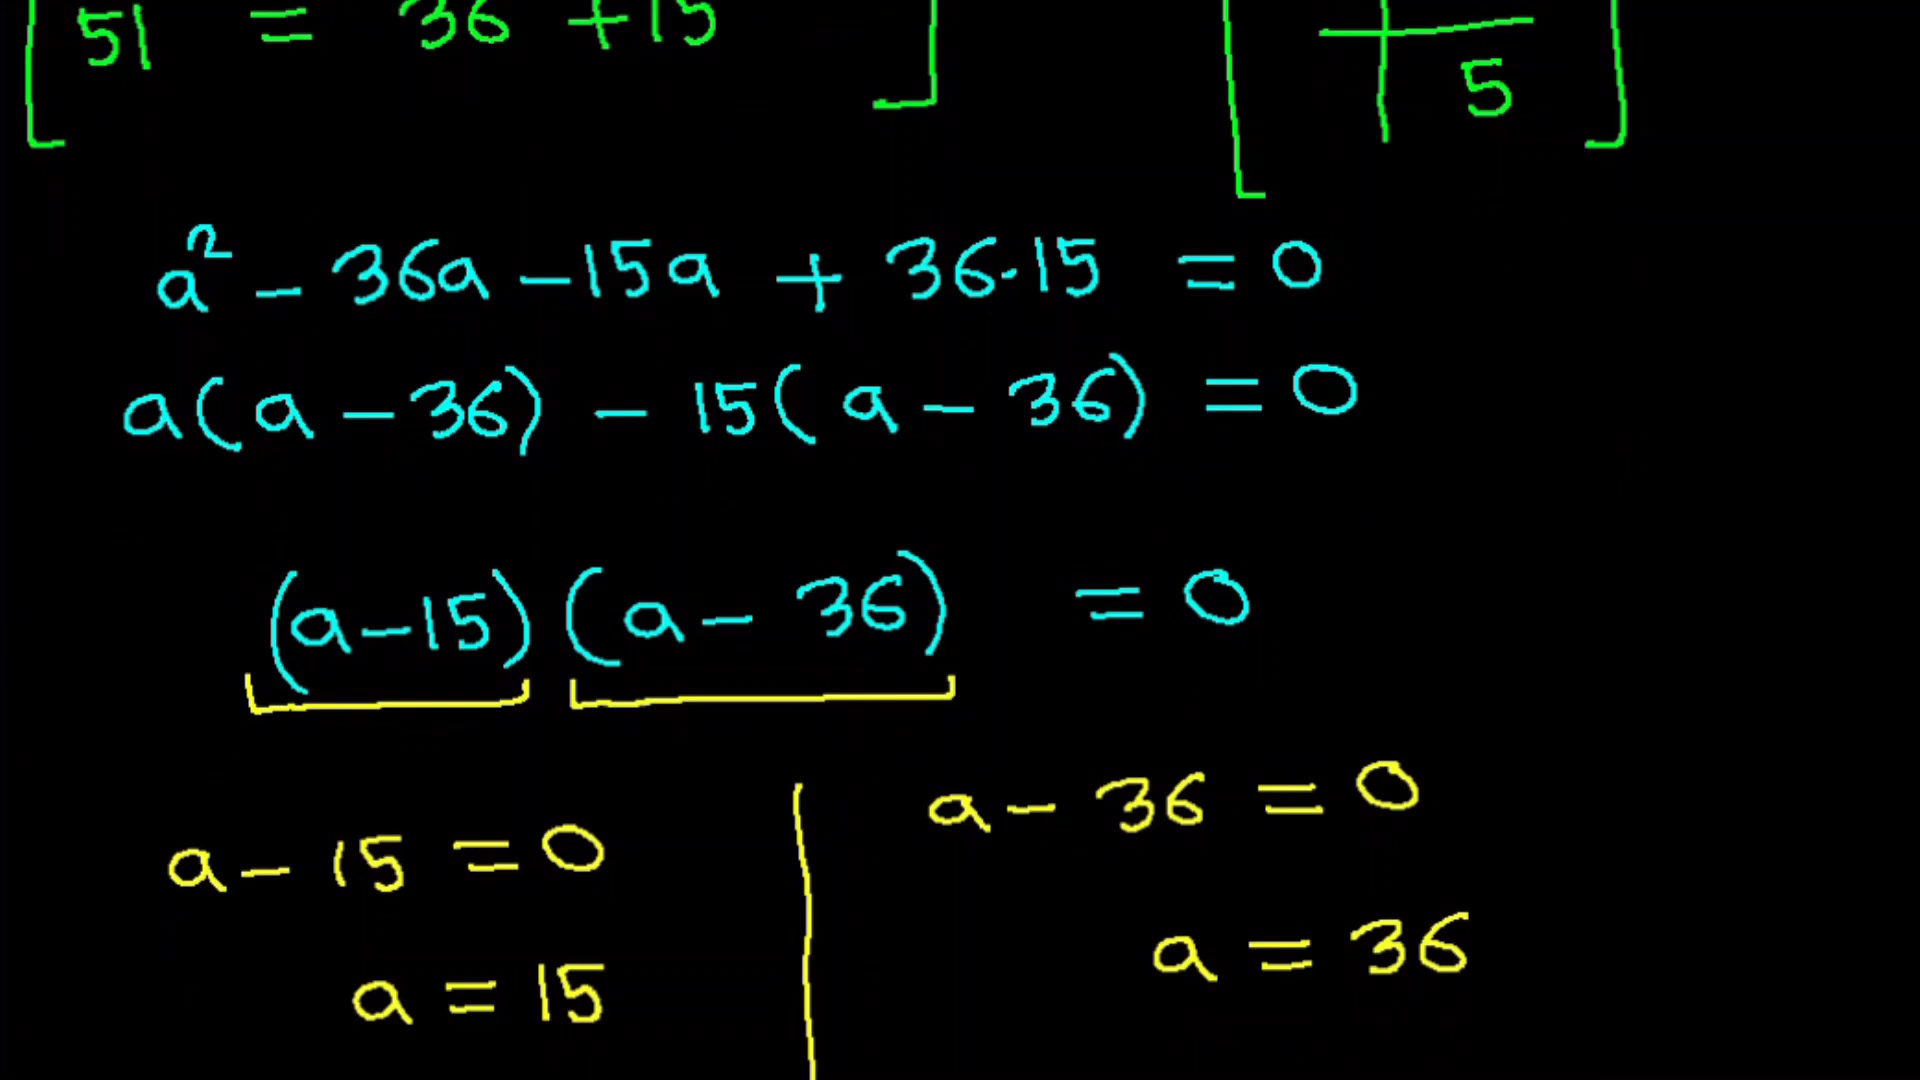 51 = 36 + 15
5
a² - 36a - 15a + 36·15 = 0
a(a - 36) - 15(a - 36) = 0
(a - 15) (a - 36) = 0
a - 15 = 0
a = 15
a - 36 = 0
a = 36